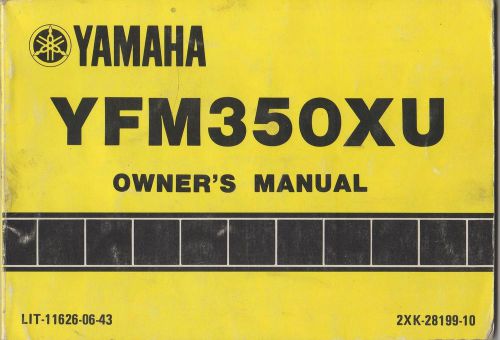 YAMAHA
YFM350XU
OWNER'S MANUAL
LIT-11626-06-43
2XK-28199-10